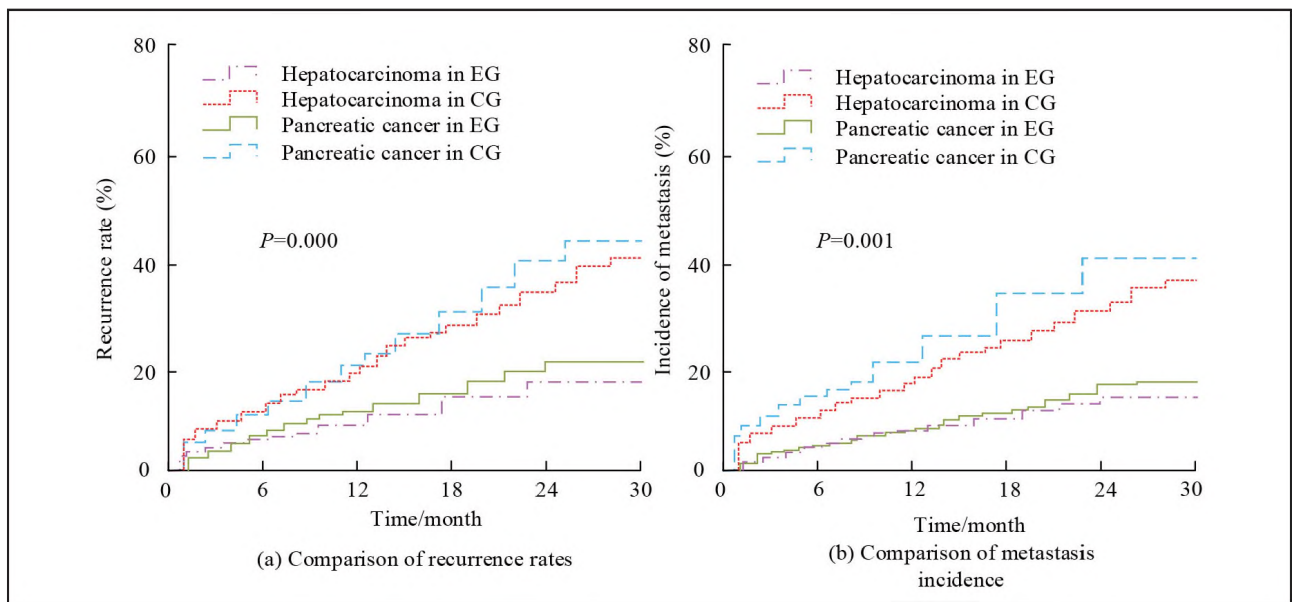 80
60
40
20
0
Recurrence rate (%)
Hepatocarcinoma in EG
Hepatocarcinoma in CG
Pancreatic cancer in EG
Pancreatic cancer in CG
P=0.000
0 6 12 18 24 30
Time/month
(a) Comparison of recurrence rates
80
60
40
20
0
Incidence of metastasis (%)
Hepatocarcinoma in EG
Hepatocarcinoma in CG
Pancreatic cancer in EG
Pancreatic cancer in CG
P=0.001
0 6 12 18 24 30
Time/month
(b) Comparison of metastasis
incidence